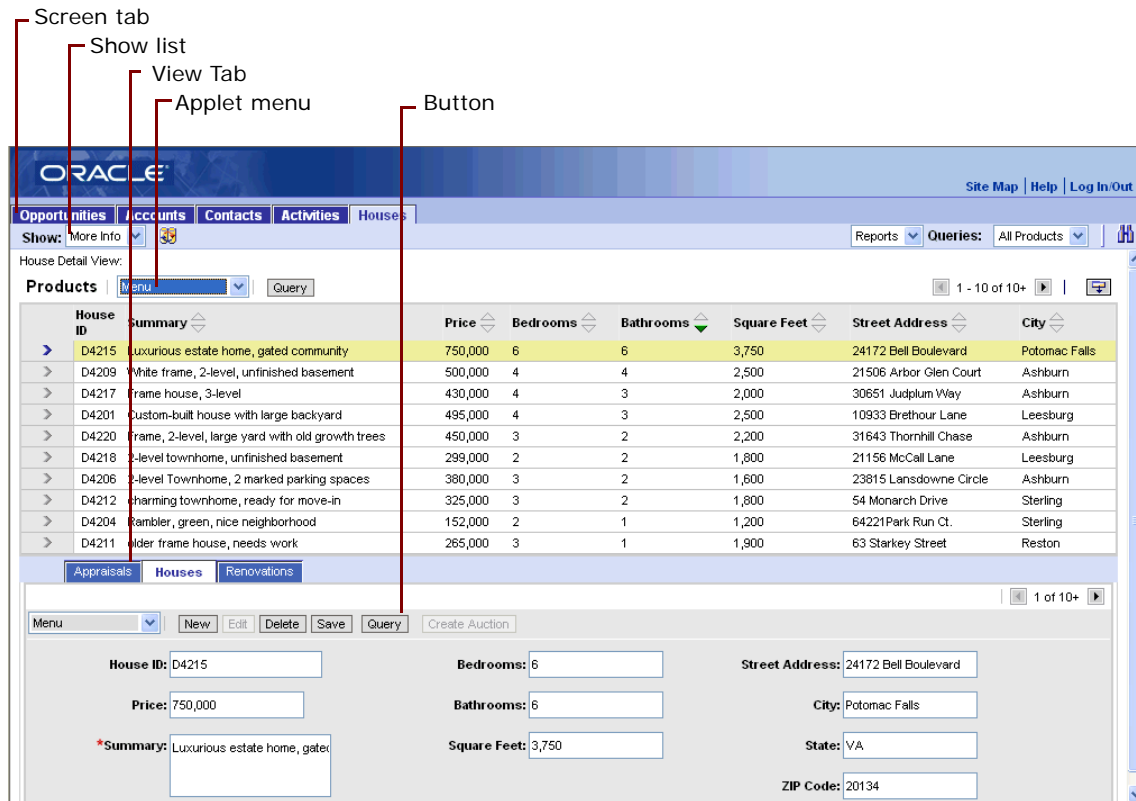 Screen tab
Show list
View Tab
Applet menu
Button
ORACLE
Site Map | Help | Log In/Out
Opportunities Accounts Contacts Activities Houses
Show: More Info Reports Queries: All Products
House Detail View:
Products | Menu Query 1 - 10 of 10+
House ID Summary Price Bedrooms Bathrooms Square Feet Street Address City
D4215 Luxurious estate home, gated community 750,000 6 6 3,750 24172 Bell Boulevard Potomac Falls
D4209 White frame, 2-level, unfinished basement 500,000 4 4 2,500 21506 Arbor Glen Court Ashburn
D4217 Frame house, 3-level 430,000 4 3 2,000 30651 Judplum Way Ashburn
D4201 Custom-built house with large backyard 495,000 4 3 2,500 10933 Brethour Lane Leesburg
D4220 Frame, 2-level, large yard with old growth trees 450,000 3 2 2,200 31643 Thornhill Chase Ashburn
D4218 2-level townhome, unfinished basement 299,000 2 2 1,800 21156 McCall Lane Leesburg
D4206 2-level Townhome, 2 marked parking spaces 380,000 3 2 1,600 23815 Lansdowne Circle Ashburn
D4212 charming townhome, ready for move-in 325,000 3 2 1,800 54 Monarch Drive Sterling
D4204 Rambler, green, nice neighborhood 152,000 2 1 1,200 64221Park Run Ct. Sterling
D4211 older frame house, needs work 265,000 3 1 1,900 63 Starkey Street Reston
Appraisals Houses Renovations
1 of 10+
Menu New Edit Delete Save Query Create Auction
House ID: D4215 Bedrooms: 6 Street Address: 24172 Bell Boulevard
Price: 750,000 Bathrooms: 6 City: Potomac Falls
*Summary: Luxurious estate home, gated Square Feet: 3,750 State: VA
ZIP Code: 20134